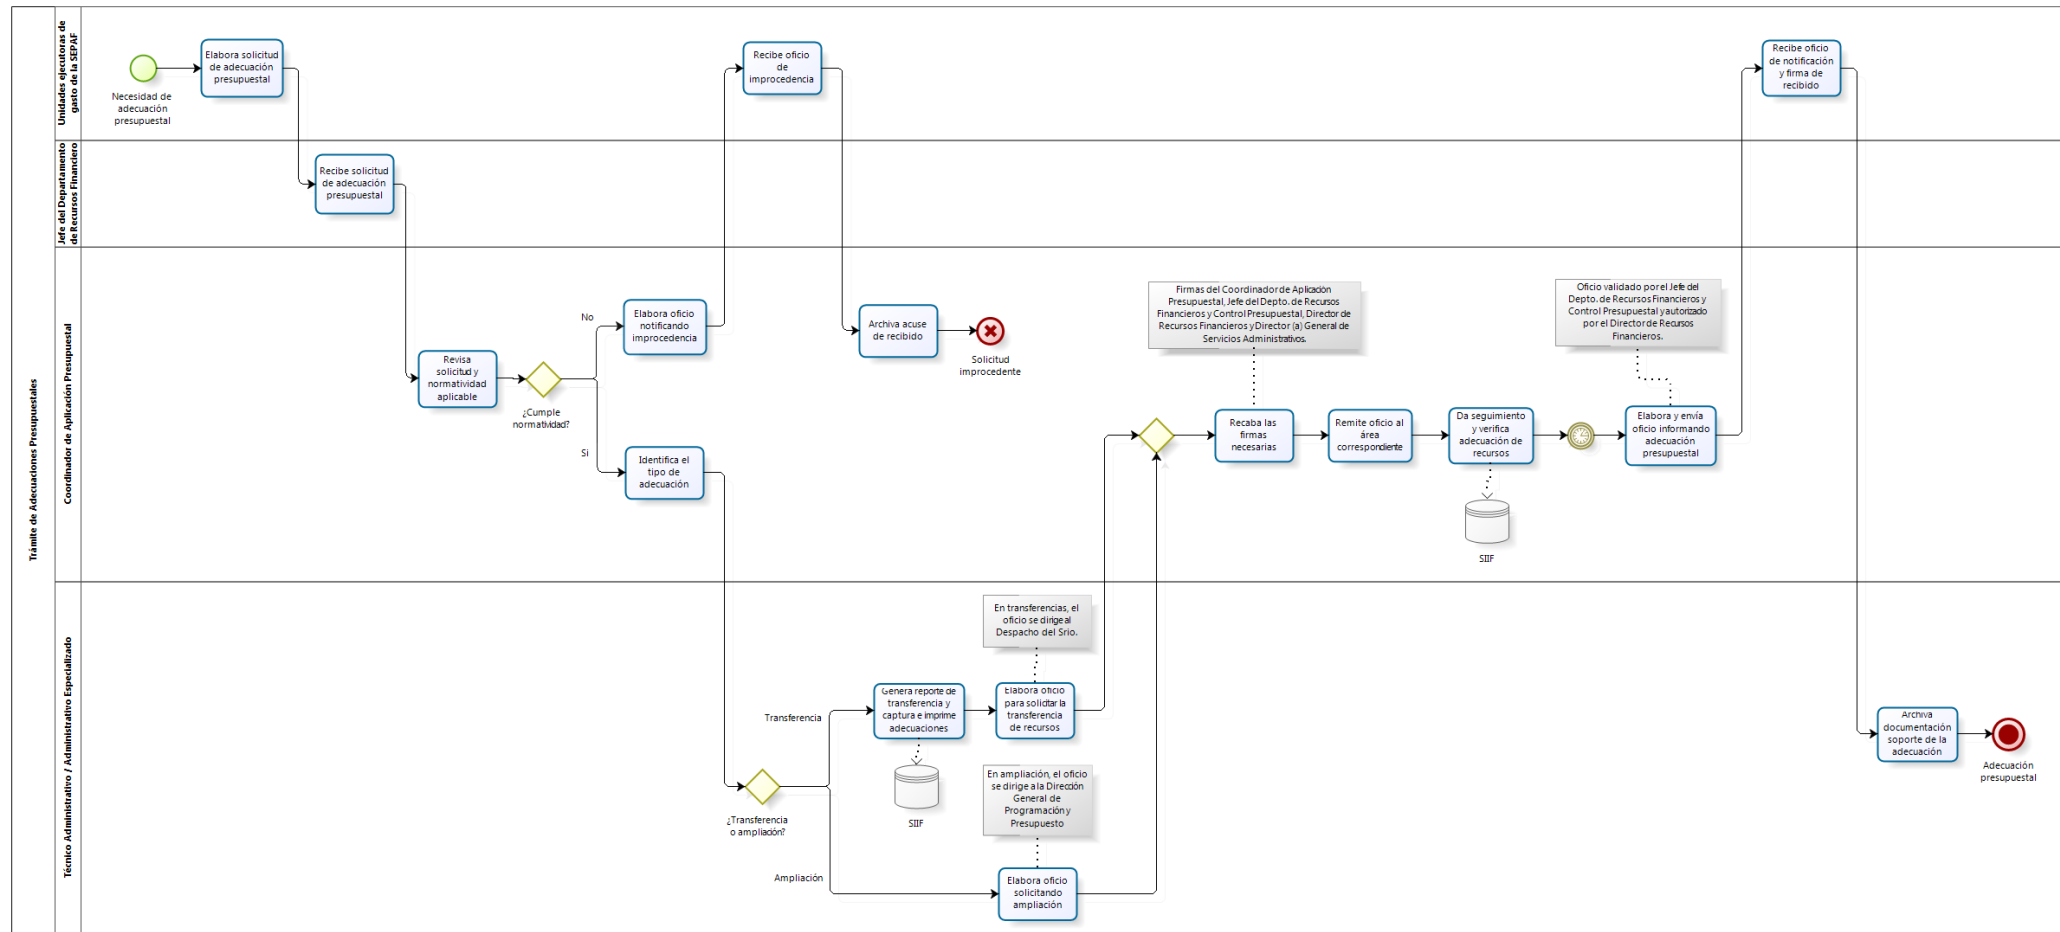 Trámite de Adecuaciones Presupuestales
Unidades ejecutoras de
gasto de la SEPAF
Necesidad de
adecuación
presupuestal
Elabora solicitud
de adecuación
presupuestal
Recibe oficio
de
improcedencia
Recibe oficio
de notificación
y firma de
recibido
Jefe del Departamento
de Recursos Financiero
Recibe solicitud
de adecuación
presupuestal
Coordinador de Aplicación Presupuestal
Revisa
solicitud y
normatividad
aplicable
¿Cumple
normatividad?
No
Si
Elabora oficio
notificando
improcedencia
Identifica el
tipo de
adecuación
Archiva acuse
de recibido
Solicitud
improcedente
Firmas del Coordinador de Aplicación
Presupuestal, Jefe del Depto. de Recursos
Financieros y Control Presupuestal, Director de
Recursos Financieros y Director (a) General de
Servicios Administrativos.
Recaba las
firmas
necesarias
Remite oficio al
área
correspondiente
Da seguimiento
y verifica
adecuación de
recursos
SIIF
Oficio validado por el Jefe del
Depto. de Recursos Financieros y
Control Presupuestal y autorizado
por el Director de Recursos
Financieros.
Elabora y envía
oficio informando
adecuación
presupuestal
Técnico Administrativo / Administrativo Especializado
¿Transferencia
o ampliación?
Transferencia
Ampliación
Genera reporte de
transferencia y
captura e imprime
adecuaciones
SIIF
En transferencias, el
oficio se dirige al
Despacho del Srio.
Elabora oficio
para solicitar la
transferencia
de recursos
En ampliación, el oficio
se dirige a la Dirección
General de
Programación y
Presupuesto
Elabora oficio
solicitando
ampliación
Archiva
documentación
soporte de la
adecuación
Adecuación
presupuestal